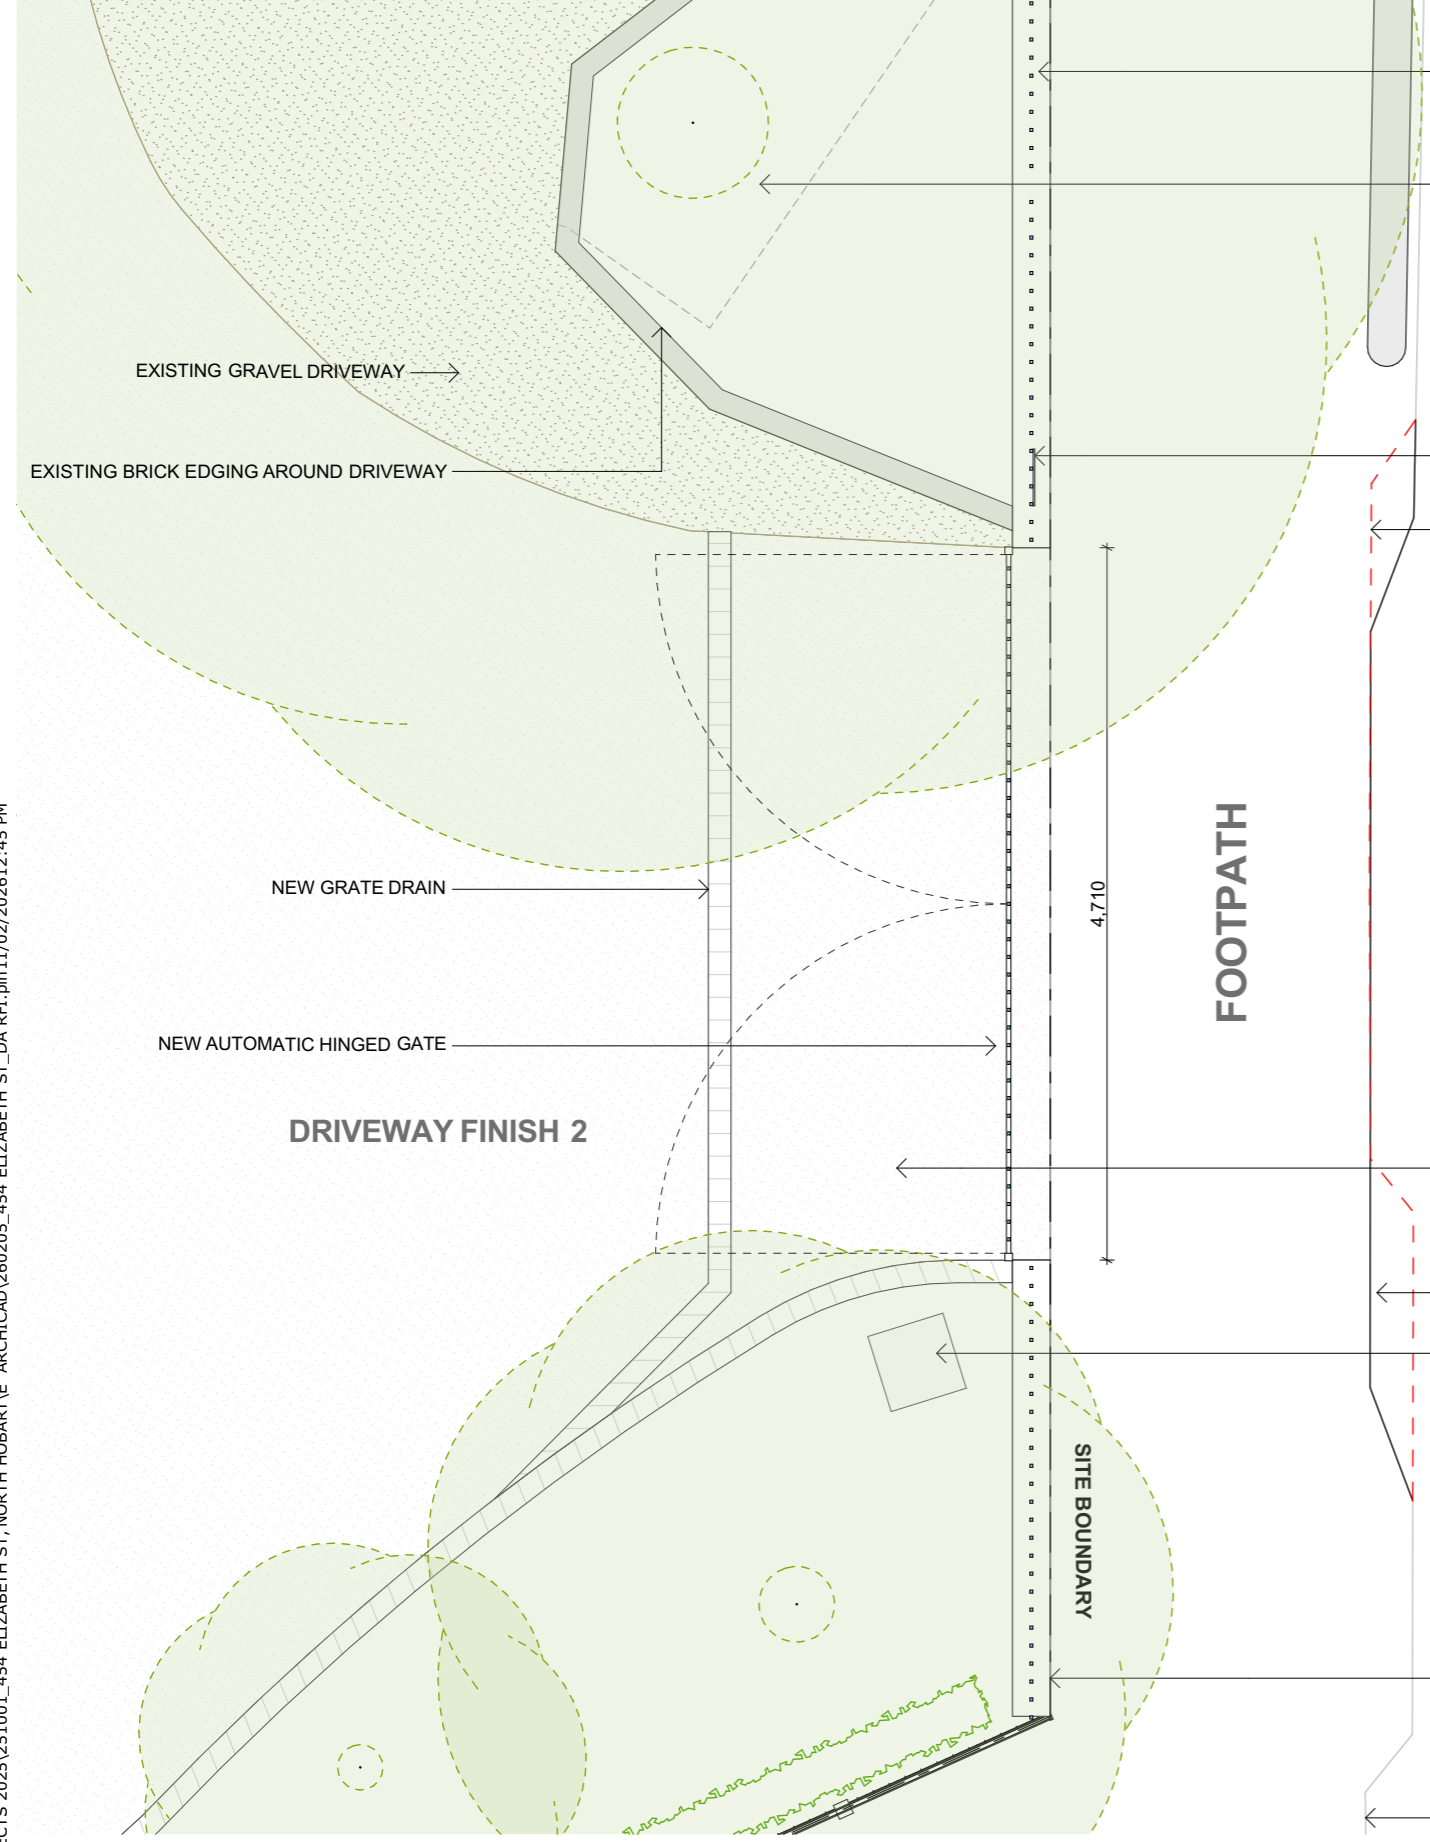 EXISTING GRAVEL DRIVEWAY
EXISTING BRICK EDGING AROUND DRIVEWAY
NEW GRATE DRAIN
4,710
FOOTPATH
NEW AUTOMATIC HINGED GATE
DRIVEWAY FINISH 2
SITE BOUNDARY